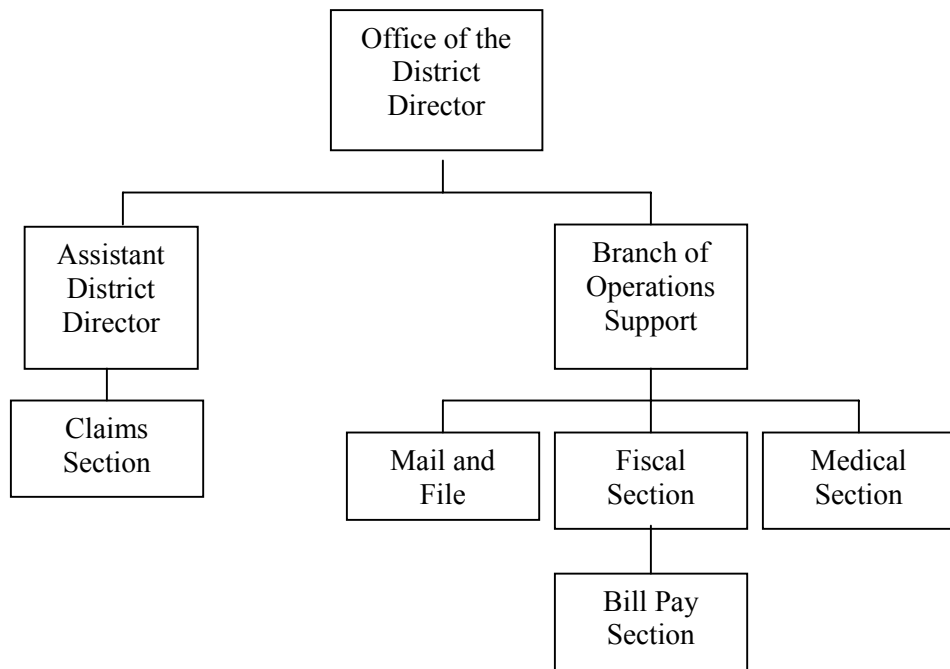 Office of the
District
Director
Assistant
District
Director
Branch of
Operations
Support
Claims
Section
Mail and
File
Fiscal
Section
Medical
Section
Bill Pay
Section